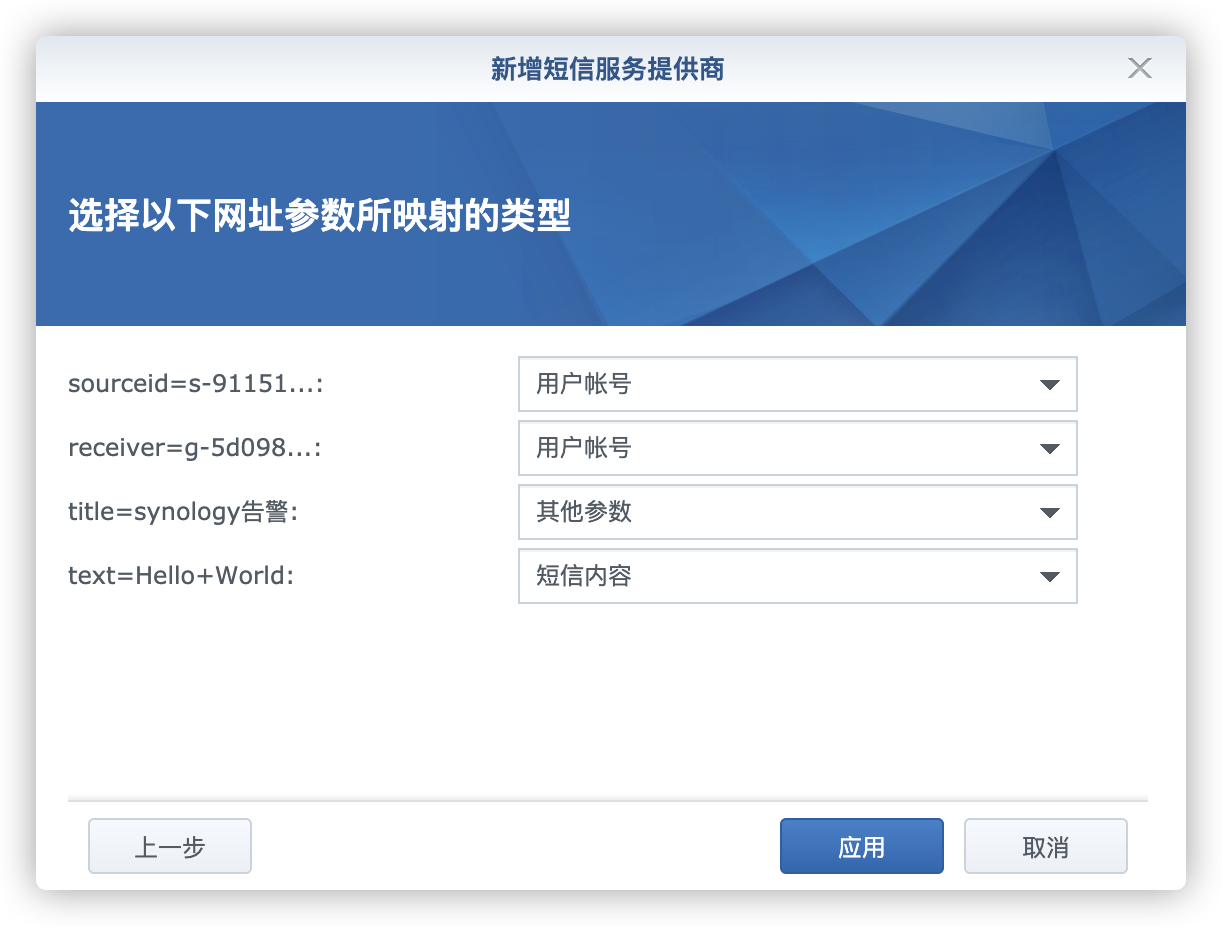 新增短信服务提供商
选择以下网址参数所映射的类型
sourceid=s-91151...: 用户帐号
receiver=g-5d098...: 用户帐号
title=synology告警: 其他参数
text=Hello+World: 短信内容
上一步 应用 取消